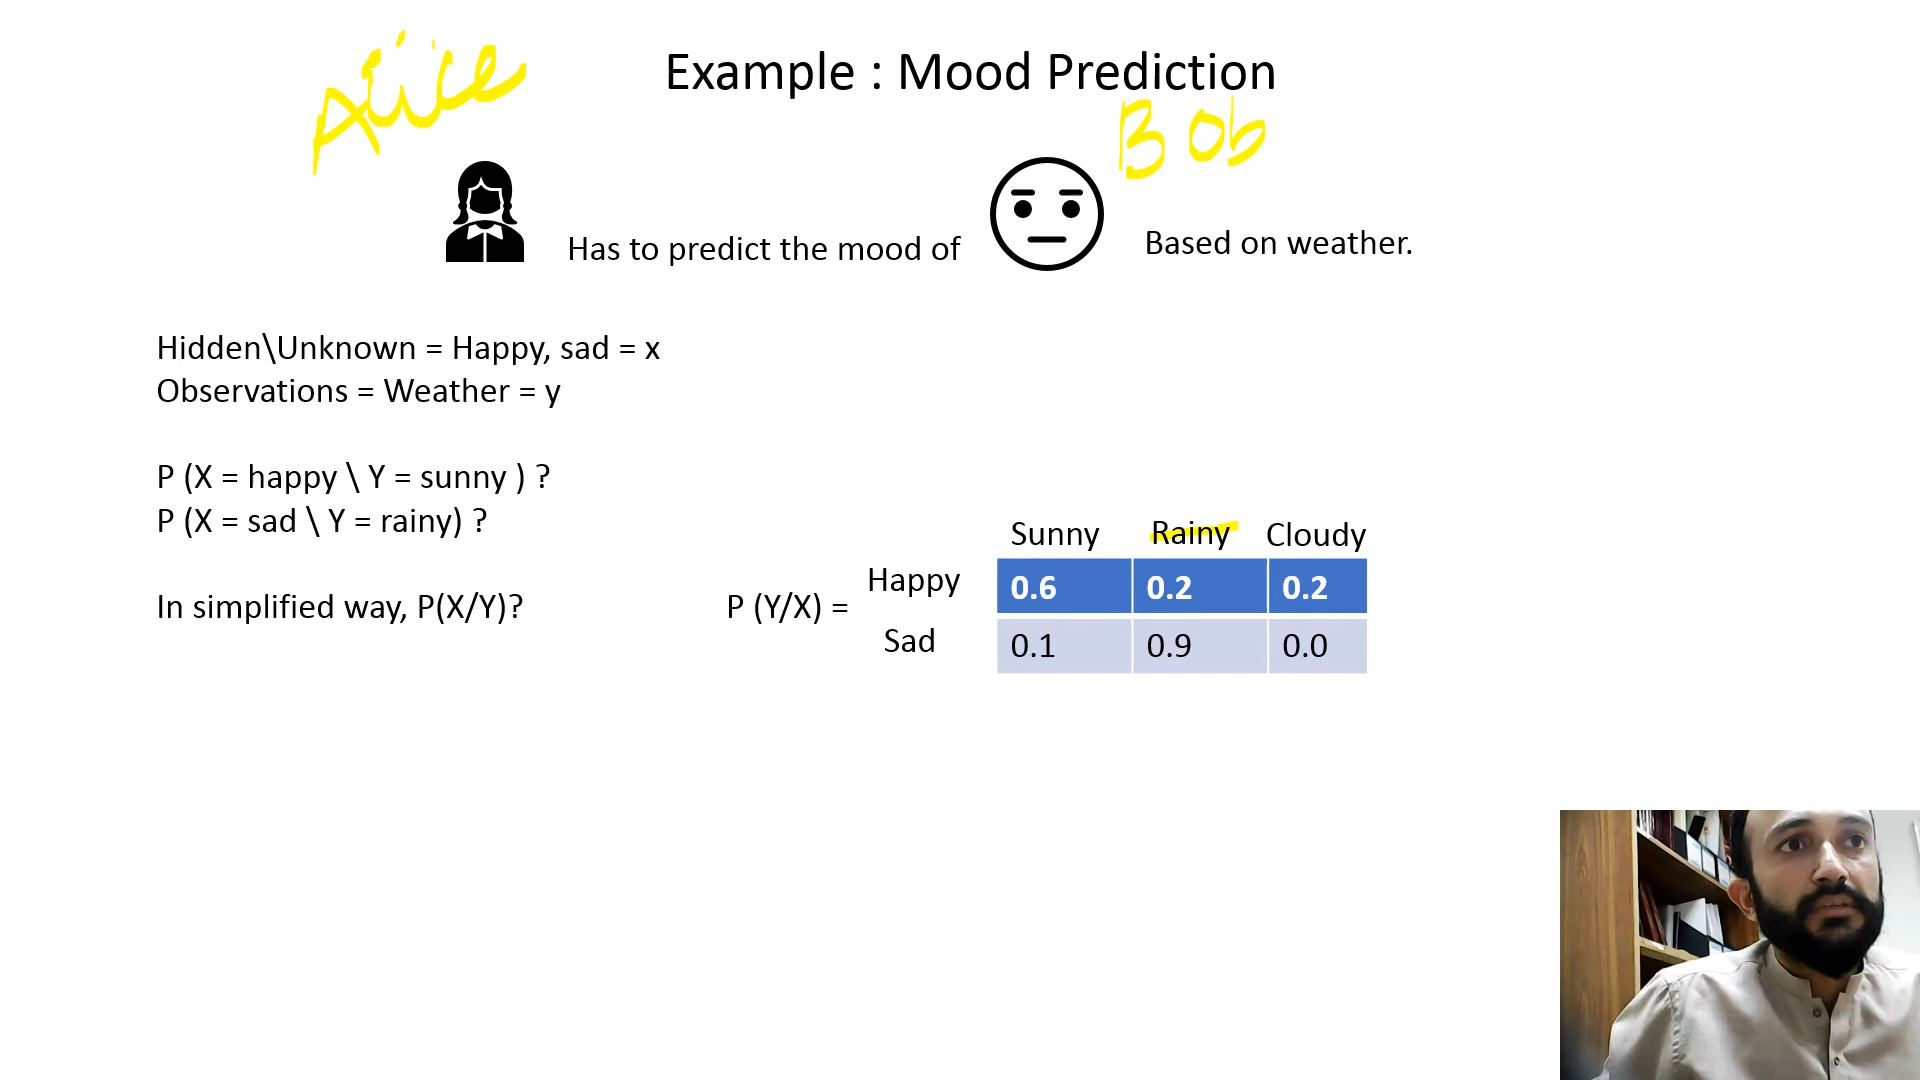 Alice
Example : Mood Prediction
Bob
Has to predict the mood of
Based on weather.
Hidden\Unknown = Happy, sad = x
Observations = Weather = y
P (X = happy \ Y = sunny ) ?
P (X = sad \ Y = rainy) ?
In simplified way, P(X/Y)?
P (Y/X) =
Sunny Rainy Cloudy
Happy 0.6 0.2 0.2
Sad 0.1 0.9 0.0